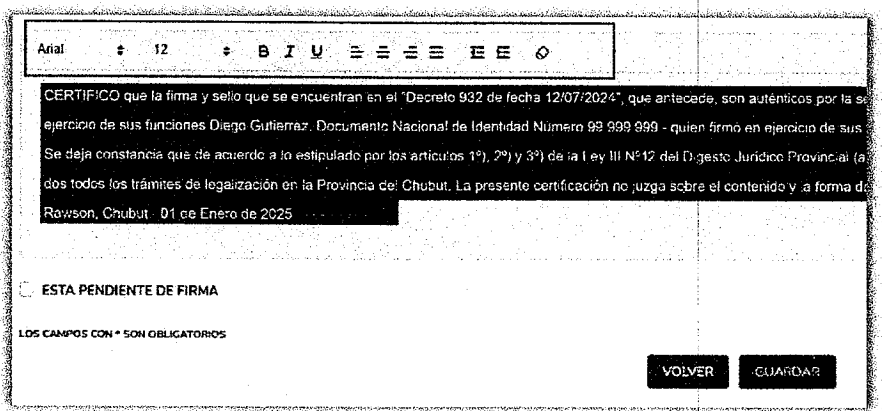 Arial 12 B I U
CERTIFICO que la firma y sello que se encuentran en el "Decreto 932 de fecha 12/07/2024", que antecede, son auténticos por la se
ejercicio de sus funciones Diego Gutierrez, Documento Nacional de Identidad Número 99 999 999 - quien firmó en ejercicio de sus
Se deja constancia que de acuerdo a lo estipulado por los artículos 1º), 2º) y 3º) de la Ley III Nº12 del Digesto Jurídico Provincial (a
dos todos los trámites de legalización en la Provincia del Chubut. La presente certificación no juzga sobre el contenido y la forma de
Rawson, Chubut - 01 de Enero de 2025
ESTA PENDIENTE DE FIRMA
LOS CAMPOS CON * SON OBLIGATORIOS
VOLVER GUARDAR